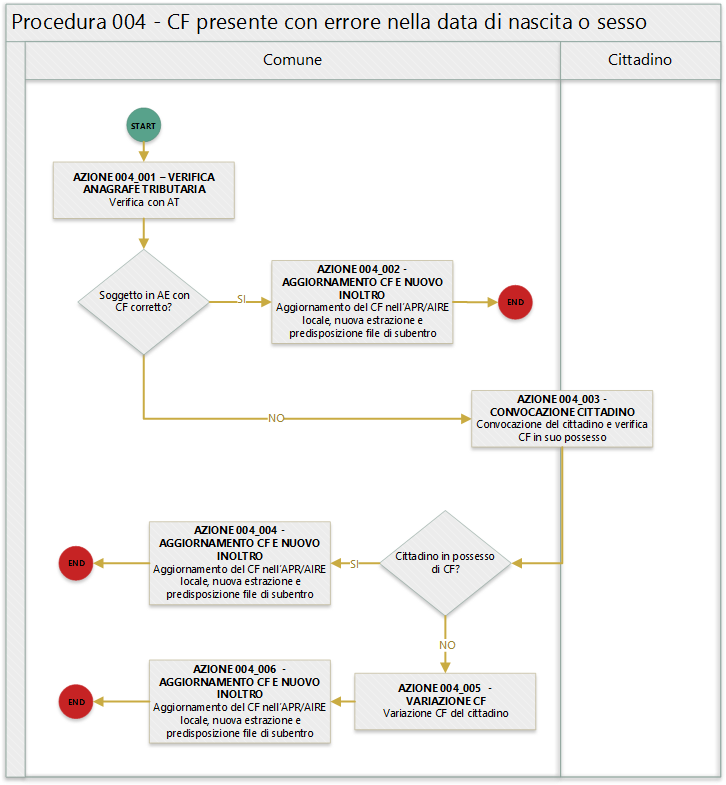 Procedura 004 - CF presente con errore nella data di nascita o sesso
Comune
Cittadino
START
AZIONE 004_001 – VERIFICA
ANAGRAFE TRIBUTARIA
Verifica con AT
Soggetto in AE con
CF corretto?
SI
AZIONE 004_002 -
AGGIORNAMENTO CF E NUOVO
INOLTRO
Aggiornamento del CF nell'APR/AIRE
locale, nuova estrazione e
predisposizione file di subentro
END
NO
AZIONE 004_003 -
CONVOCAZIONE CITTADINO
Convocazione del cittadino e verifica
CF in suo possesso
Cittadino in possesso
di CF?
SI
AZIONE 004_004 -
AGGIORNAMENTO CF E NUOVO
INOLTRO
Aggiornamento del CF nell'APR/AIRE
locale, nuova estrazione e
predisposizione file di subentro
END
NO
AZIONE 004_005 -
VARIAZIONE CF
Variazione CF del cittadino
AZIONE 004_006 -
AGGIORNAMENTO CF E NUOVO
INOLTRO
Aggiornamento del CF nell'APR/AIRE
locale, nuova estrazione e
predisposizione file di subentro
END